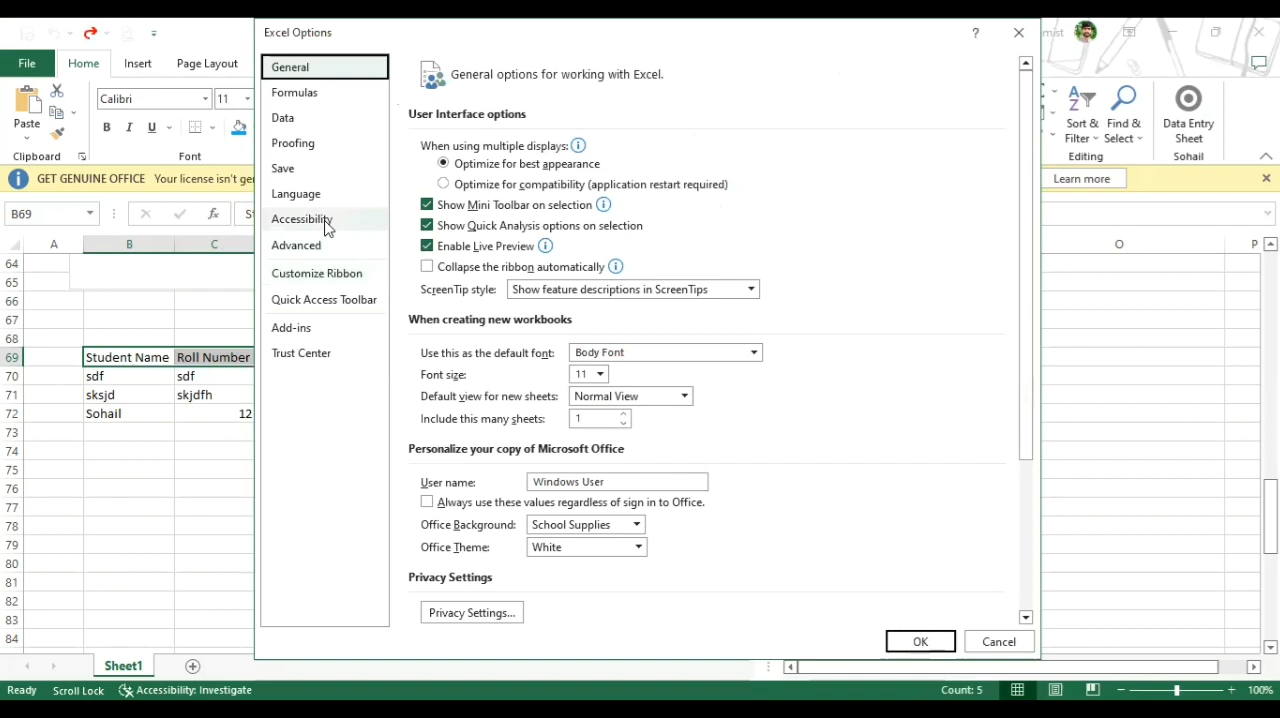 Excel Options
?
File
Home
Insert
Page Layout
Paste
Clipboard
Calibri
11
B I U
Font
Sort &
Filter
Find &
Select
Editing
Data Entry
Sheet
Sohail
GET GENUINE OFFICE Your license isn't
Learn more
B69
fx
A B C O P
64
65
66
67
68
69 Student Name Roll Number
70 sdf sdf
71 sksjd skjdfh
72 Sohail 12
73
74
75
76
77
78
79
80
81
82
83
84
General
Formulas
Data
Proofing
Save
Language
Accessibility
Advanced
Customize Ribbon
Quick Access Toolbar
Add-ins
Trust Center
General options for working with Excel.
User Interface options
When using multiple displays:
Optimize for best appearance
Optimize for compatibility (application restart required)
Show Mini Toolbar on selection
Show Quick Analysis options on selection
Enable Live Preview
Collapse the ribbon automatically
ScreenTip style: Show feature descriptions in ScreenTips
When creating new workbooks
Use this as the default font: Body Font
Font size: 11
Default view for new sheets: Normal View
Include this many sheets: 1
Personalize your copy of Microsoft Office
User name: Windows User
Always use these values regardless of sign in to Office.
Office Background: School Supplies
Office Theme: White
Privacy Settings
Privacy Settings...
OK
Cancel
Sheet1
Ready Scroll Lock Accessibility: Investigate Count: 5 100%